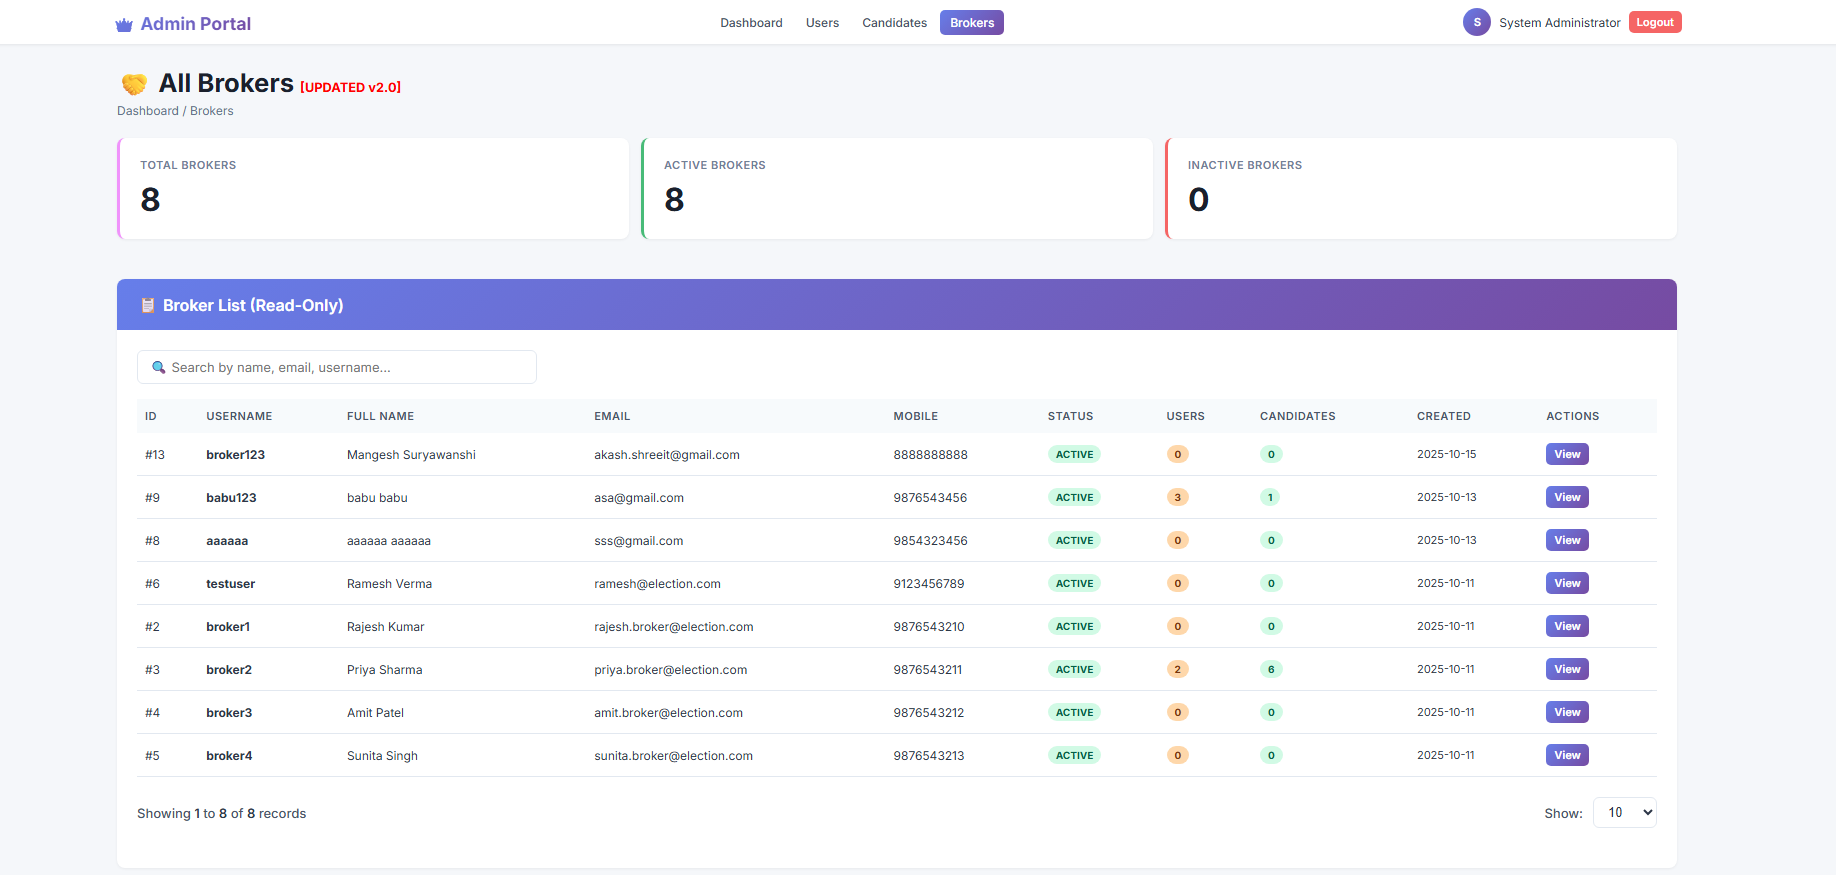 Admin Portal
Dashboard Users Candidates Brokers
S System Administrator Logout
All Brokers [UPDATED v2.0]
Dashboard / Brokers
TOTAL BROKERS
8
ACTIVE BROKERS
8
INACTIVE BROKERS
0
Broker List (Read-Only)
Search by name, email, username...
ID USERNAME FULL NAME EMAIL MOBILE STATUS USERS CANDIDATES CREATED ACTIONS
#13 broker123 Mangesh Suryawanshi akash.shreeit@gmail.com 8888888888 ACTIVE 0 0 2025-10-15 View
#9 babu123 babu babu asa@gmail.com 9876543456 ACTIVE 3 1 2025-10-13 View
#8 aaaaaa aaaaaa aaaaaa sss@gmail.com 9854323456 ACTIVE 0 0 2025-10-13 View
#6 testuser Ramesh Verma ramesh@election.com 9123456789 ACTIVE 0 0 2025-10-11 View
#2 broker1 Rajesh Kumar rajesh.broker@election.com 9876543210 ACTIVE 0 0 2025-10-11 View
#3 broker2 Priya Sharma priya.broker@election.com 9876543211 ACTIVE 2 6 2025-10-11 View
#4 broker3 Amit Patel amit.broker@election.com 9876543212 ACTIVE 0 0 2025-10-11 View
#5 broker4 Sunita Singh sunita.broker@election.com 9876543213 ACTIVE 0 0 2025-10-11 View
Showing 1 to 8 of 8 records
Show: 10